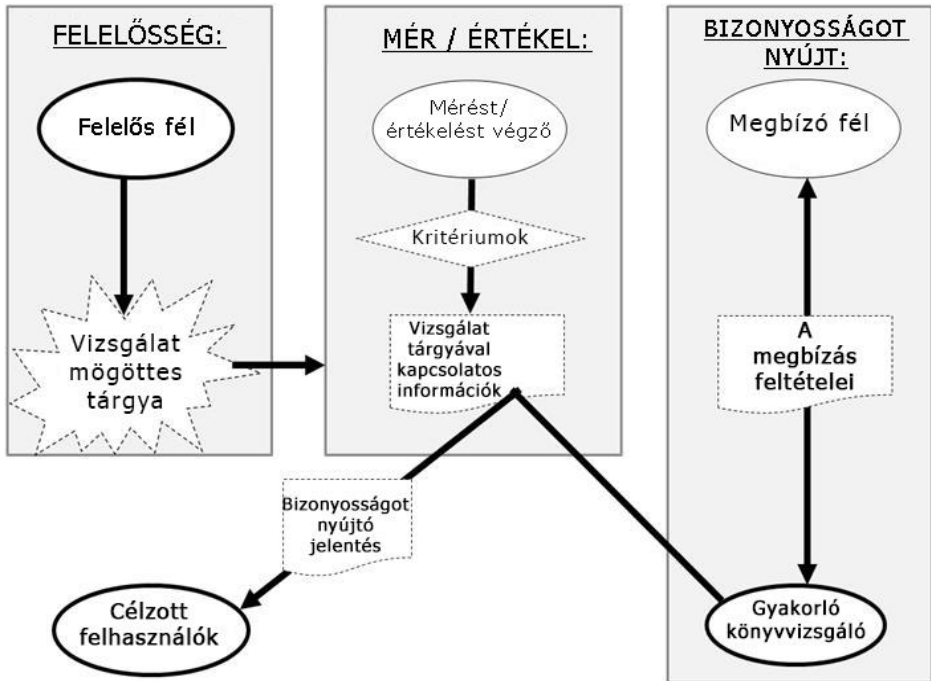 FELELŐSSÉG:
Felelős fél
Vizsgálat
mögöttes
tárgya
MÉR / ÉRTÉKEL:
Mérést/
értékelést végző
Kritériumok
Vizsgálat
tárgyával
kapcsolatos
információk
BIZONYOSSÁGOT
NYÚJT:
Megbízó fél
A
megbízás
feltételei
Bizonyosságot
nyújtó
jelentés
Célzott
felhasználók
Gyakorló
könyvvizsgáló